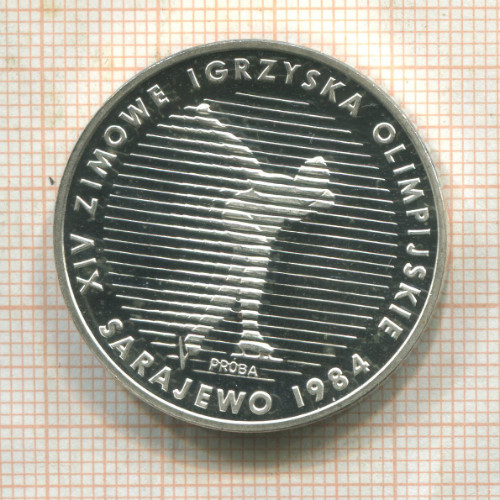 XIV ZIMOWE IGRZYSKA OLIMPIJSKIE
SARAJEWO 1984
PRÓBA